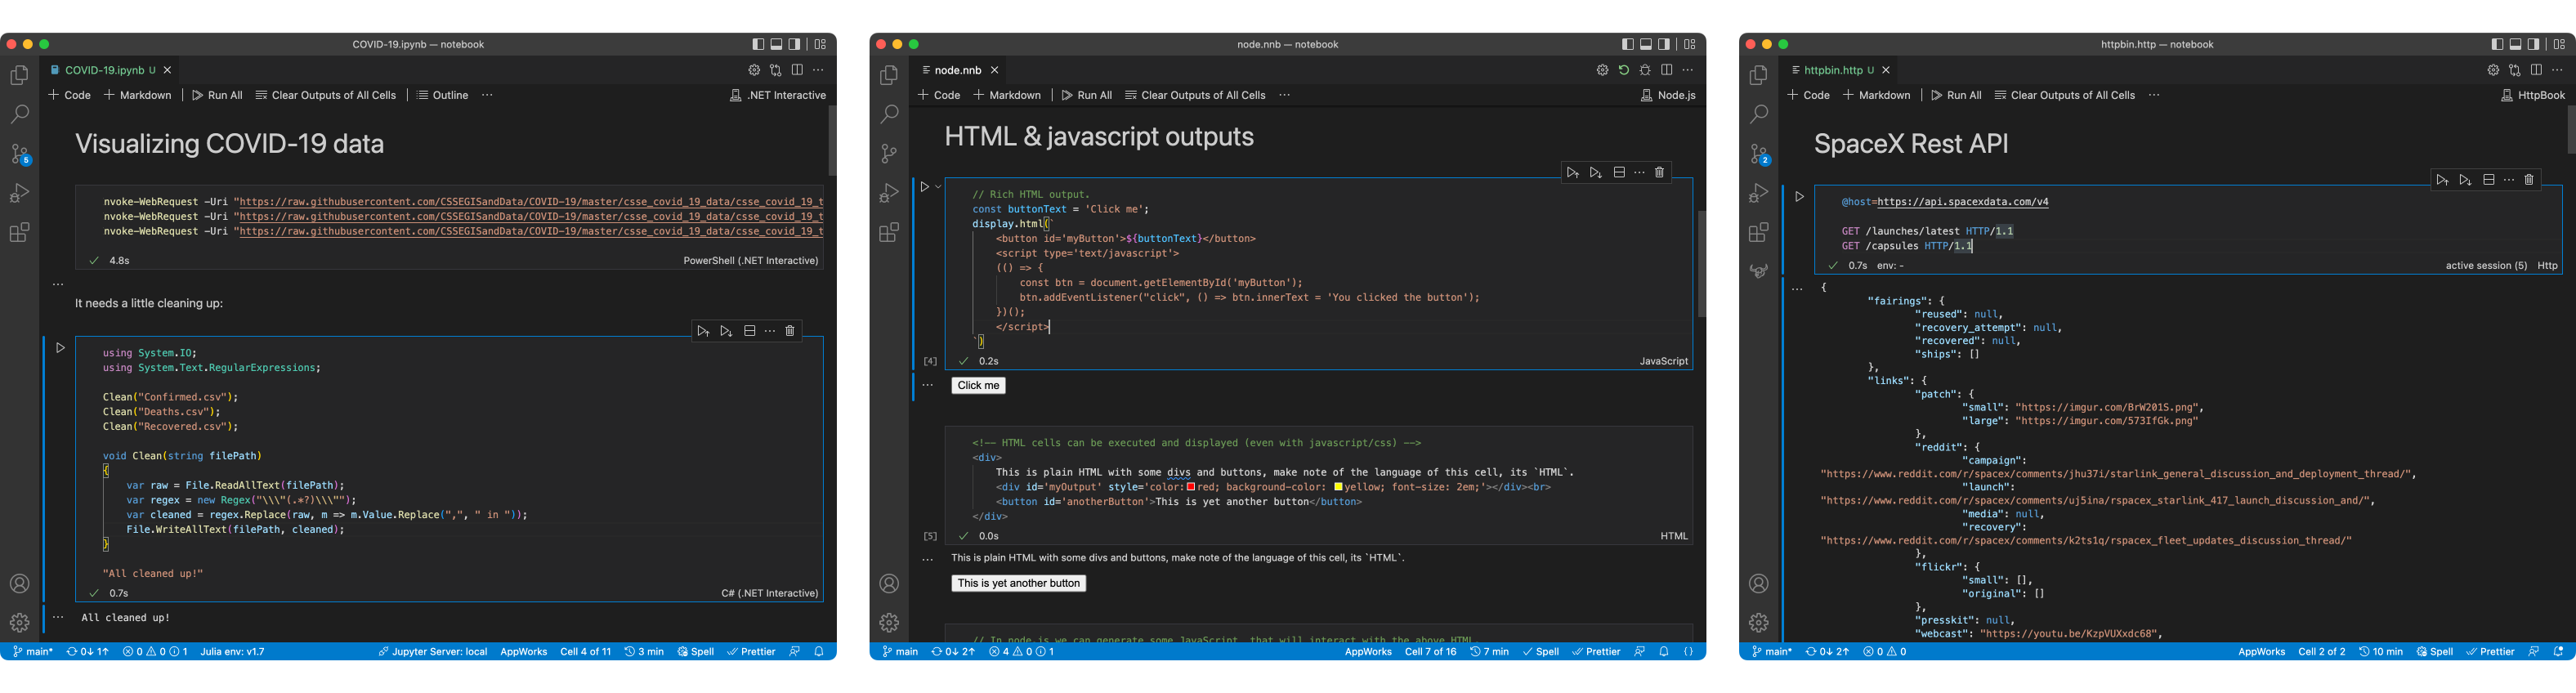 COVID-19.ipynb — notebook
COVID-19.ipynb U
Code Markdown Run All Clear Outputs of All Cells Outline ··· .NET Interactive
Visualizing COVID-19 data
nvoke-WebRequest -Uri "https://raw.githubusercontent.com/CSSEGISandData/COVID-19/master/csse_covid_19_data/csse_covid_19_t
nvoke-WebRequest -Uri "https://raw.githubusercontent.com/CSSEGISandData/COVID-19/master/csse_covid_19_data/csse_covid_19_t
nvoke-WebRequest -Uri "https://raw.githubusercontent.com/CSSEGISandData/COVID-19/master/csse_covid_19_data/csse_covid_19_t
4.8s PowerShell (.NET Interactive)
It needs a little cleaning up:
using System.IO;
using System.Text.RegularExpressions;
Clean("Confirmed.csv");
Clean("Deaths.csv");
Clean("Recovered.csv");
void Clean(string filePath)
{
var raw = File.ReadAllText(filePath);
var regex = new Regex("\\\"(.*?)\\\"");
var cleaned = regex.Replace(raw, m => m.Value.Replace(",", " in "));
File.WriteAllText(filePath, cleaned);
}
"All cleaned up!"
0.7s C# (.NET Interactive)
All cleaned up!
5
main* 0↓ 1↑ 0 0 1 Julia env: v1.7 Jupyter Server: local AppWorks Cell 4 of 11 3 min Spell Prettier
node.nnb — notebook
node.nnb
Code Markdown Run All Clear Outputs of All Cells ··· Node.js
HTML & javascript outputs
// Rich HTML output.
const buttonText = 'Click me';
display.html(`
<button id='myButton'>${buttonText}</button>
<script type='text/javascript'>
(() => {
const btn = document.getElementById('myButton');
btn.addEventListener("click", () => btn.innerText = 'You clicked the button');
})();
</script>
`)
[4] 0.2s JavaScript
Click me
<!-- HTML cells can be executed and displayed (even with javascript/css) -->
<div>
This is plain HTML with some divs and buttons, make note of the language of this cell, its `HTML`.
<div id='myOutput' style='color:red; background-color: yellow; font-size: 2em;'></div><br>
<button id='anotherButton'>This is yet another button</button>
</div>
[5] 0.0s HTML
This is plain HTML with some divs and buttons, make note of the language of this cell, its `HTML`.
This is yet another button
// In node.js we can generate some JavaScript, that will interact with the above HTML.
main 0↓ 2↑ 4 0 1 AppWorks Cell 7 of 16 7 min Spell Prettier {}
httpbin.http — notebook
httpbin.http U
Code Markdown Run All Clear Outputs of All Cells ··· HttpBook
SpaceX Rest API
@host=https://api.spacexdata.com/v4
GET /launches/latest HTTP/1.1
GET /capsules HTTP/1.1
0.7s env: - active session (5) Http
{
"fairings": {
"reused": null,
"recovery_attempt": null,
"recovered": null,
"ships": []
},
"links": {
"patch": {
"small": "https://imgur.com/BrW201S.png",
"large": "https://imgur.com/573IfGk.png"
},
"reddit": {
"campaign":
"https://www.reddit.com/r/spacex/comments/jhu37i/starlink_general_discussion_and_deployment_thread/",
"launch":
"https://www.reddit.com/r/spacex/comments/uj5ina/rspacex_starlink_417_launch_discussion_and/",
"media": null,
"recovery":
"https://www.reddit.com/r/spacex/comments/k2ts1q/rspacex_fleet_updates_discussion_thread/"
},
"flickr": {
"small": [],
"original": []
},
"presskit": null,
"webcast": "https://youtu.be/KzpVUXxdc68",
2
main* 0↓ 2↑ 0 0 AppWorks Cell 2 of 2 10 min Spell Prettier